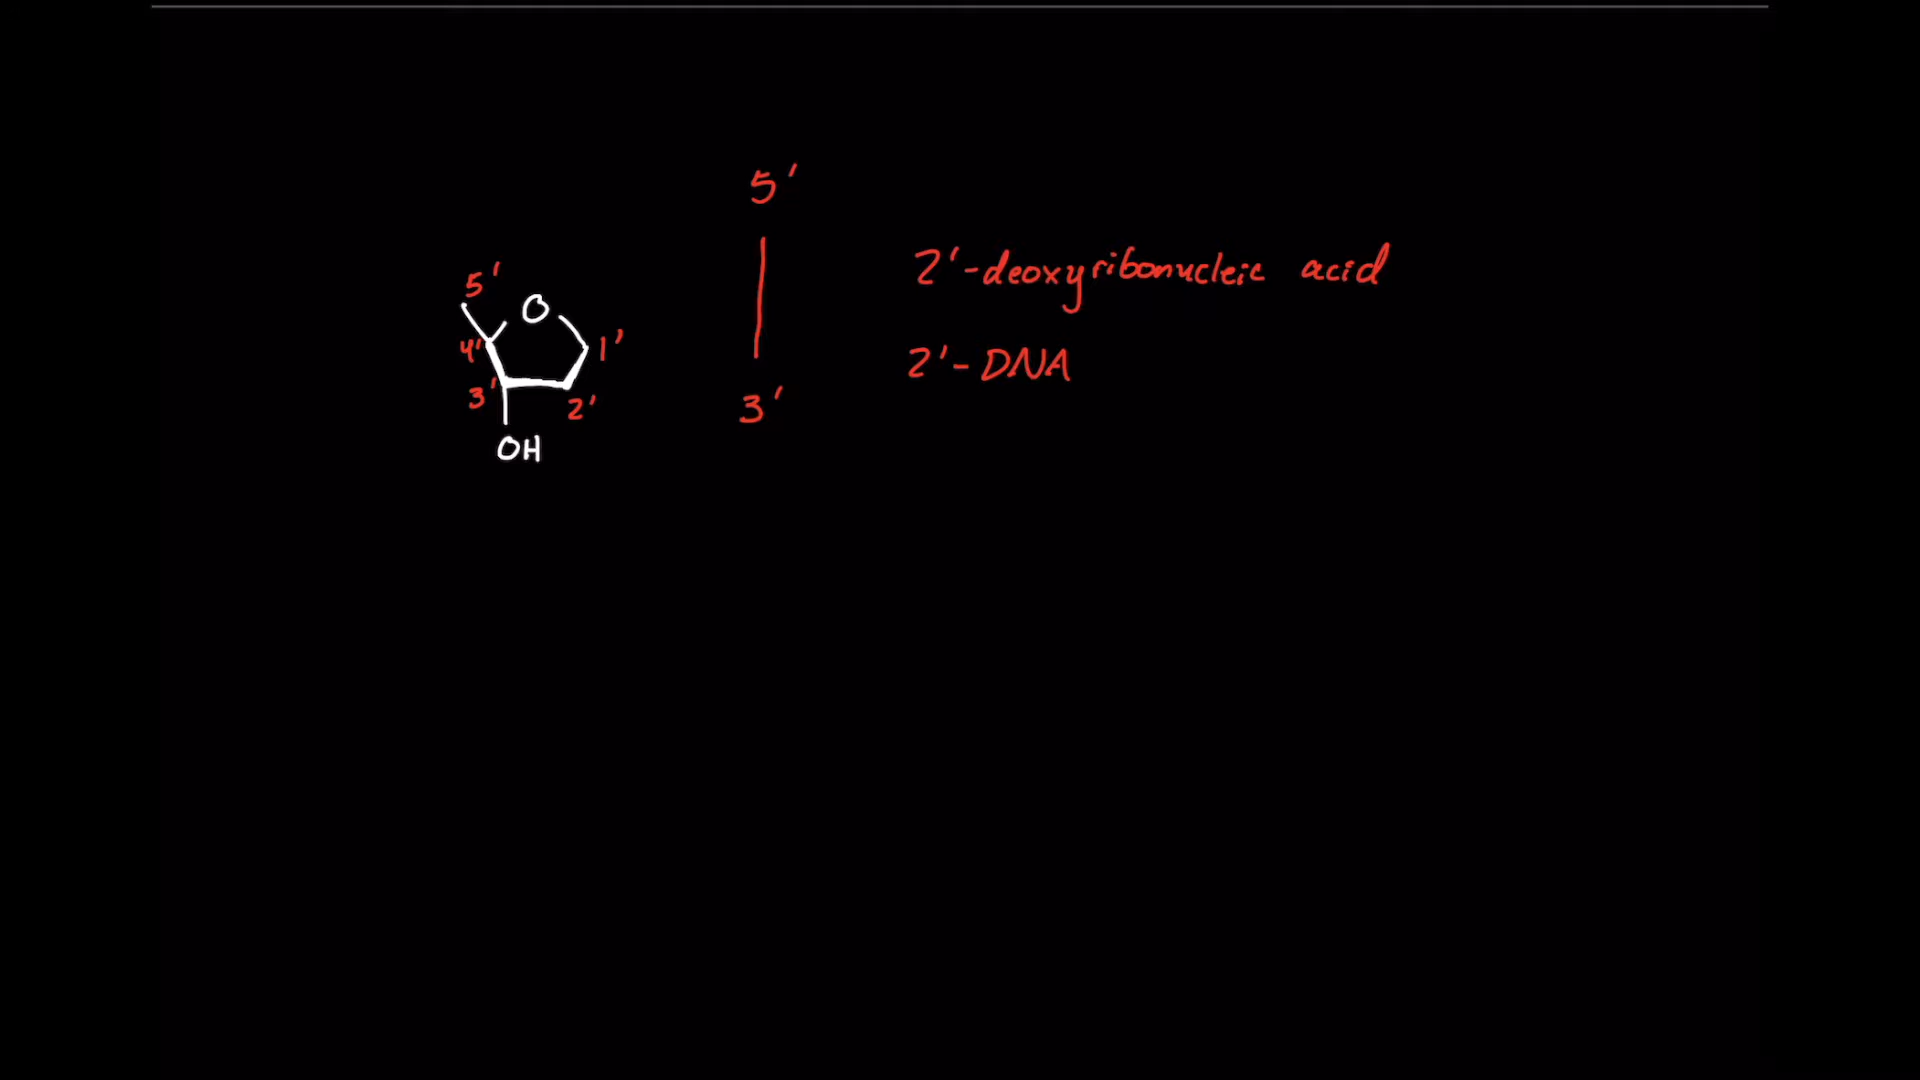 5'
2'-deoxyribonucleic acid
5'
O
4'
1'
2'-DNA
3'
2'
3'
OH